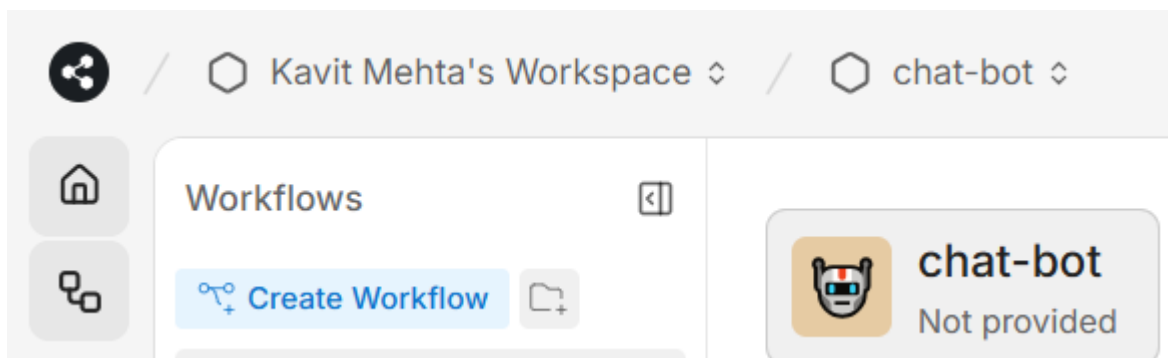 Kavit Mehta's Workspace chat-bot
Workflows
Create Workflow
chat-bot
Not provided